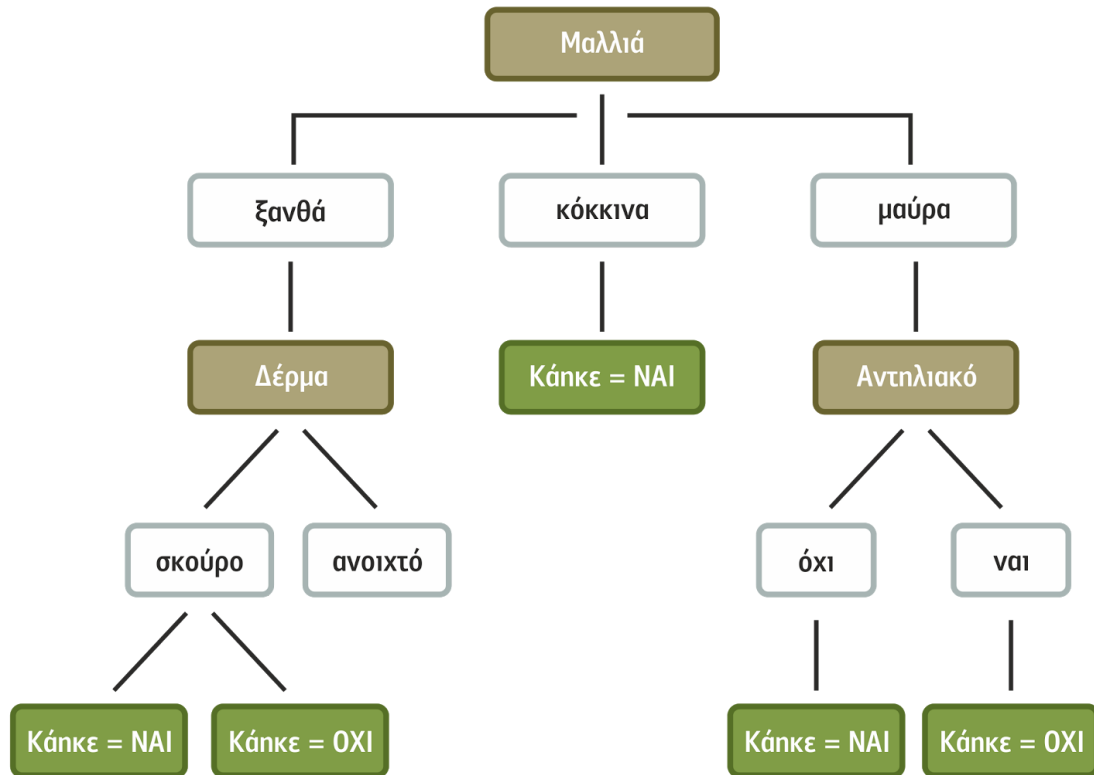 Μαλλιά
ξανθά
κόκκινα
μαύρα
Δέρμα
Κάηκε = ΝΑΙ
Αντηλιακό
σκούρο
ανοιχτό
όχι
ναι
Κάηκε = ΝΑΙ
Κάηκε = ΟΧΙ
Κάηκε = ΝΑΙ
Κάηκε = ΟΧΙ